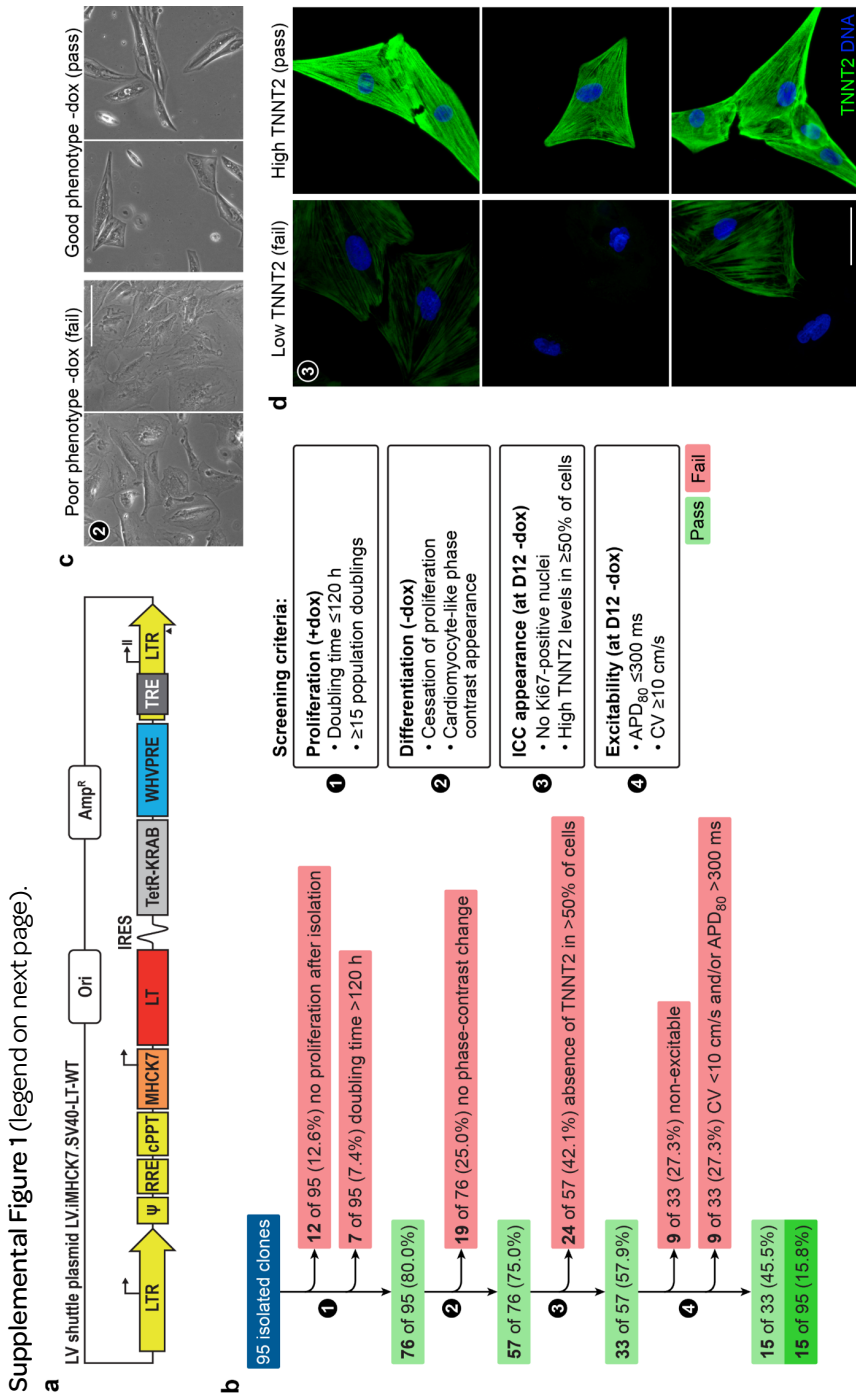 Supplemental Figure 1 (legend on next page).
a
LV shuttle plasmid LV.iMHCK7.SV40-LT-WT
Ori
Amp^R
LTR
Ψ
RRE
cPPT
MHCK7
LT
IRES
TetR-KRAB
WHVPRE
TRE
LTR
II
b
95 isolated clones
1
12 of 95 (12.6%) no proliferation after isolation
7 of 95 (7.4%) doubling time >120 h
76 of 95 (80.0%)
2
19 of 76 (25.0%) no phase-contrast change
57 of 76 (75.0%)
3
24 of 57 (42.1%) absence of TNNT2 in >50% of cells
33 of 57 (57.9%)
4
9 of 33 (27.3%) non-excitable
9 of 33 (27.3%) CV <10 cm/s and/or APD80 >300 ms
15 of 33 (45.5%)
15 of 95 (15.8%)
Screening criteria:
1
Proliferation (+dox)
• Doubling time ≤120 h
• ≥15 population doublings
2
Differentiation (-dox)
• Cessation of proliferation
• Cardiomyocyte-like phase
contrast appearance
3
ICC appearance (at D12 -dox)
• No Ki67-positive nuclei
• High TNNT2 levels in ≥50% of cells
4
Excitability (at D12 -dox)
• APD80 ≤300 ms
• CV ≥10 cm/s
Pass
Fail
c
Poor phenotype -dox (fail)
Good phenotype -dox (pass)
2
d
Low TNNT2 (fail)
High TNNT2 (pass)
3
TNNT2 DNA